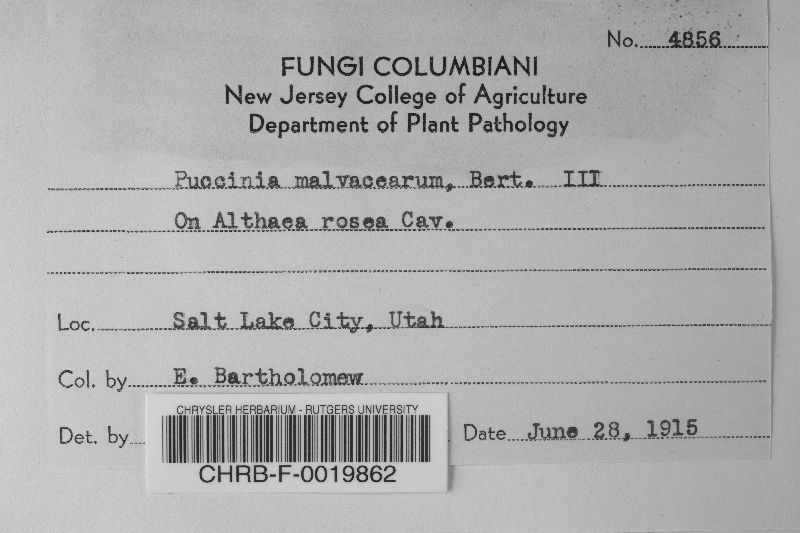 No. 4856
FUNGI COLUMBIANI
New Jersey College of Agriculture
Department of Plant Pathology
Puccinia malvacearum, Bert. III
On Althaea rosea Cav.
Loc. Salt Lake City, Utah
Col. by E. Bartholomew
Det. by
Date June 28, 1915
CHRYSLER HERBARIUM - RUTGERS UNIVERSITY
CHRB-F-0019862